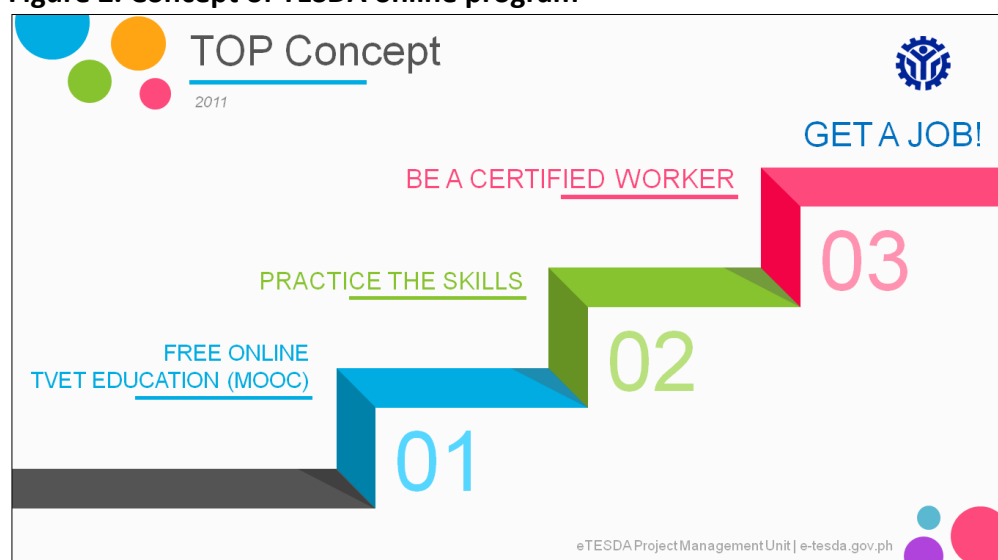 TOP Concept
2011
GET A JOB!
BE A CERTIFIED WORKER
03
PRACTICE THE SKILLS
02
FREE ONLINE
TVET EDUCATION (MOOC)
01
eTESDA Project Management Unit | e-tesda.gov.ph